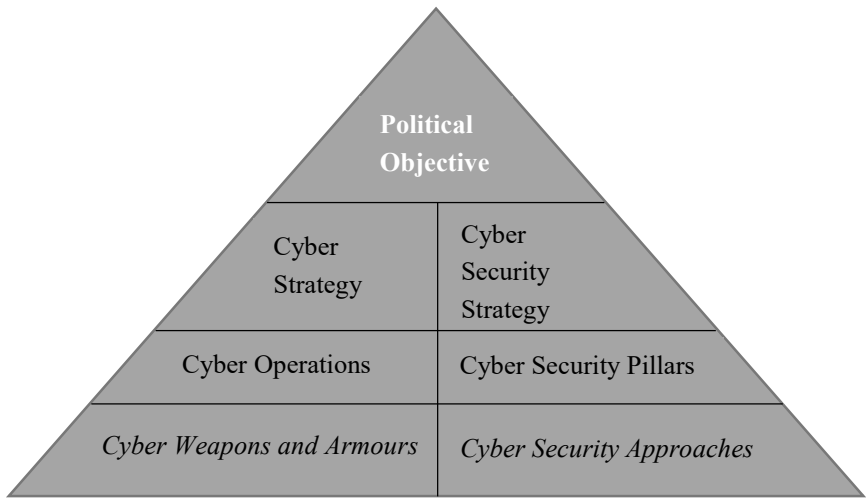 Political
Objective
Cyber
Strategy
Cyber
Security
Strategy
Cyber Operations
Cyber Security Pillars
Cyber Weapons and Armours
Cyber Security Approaches